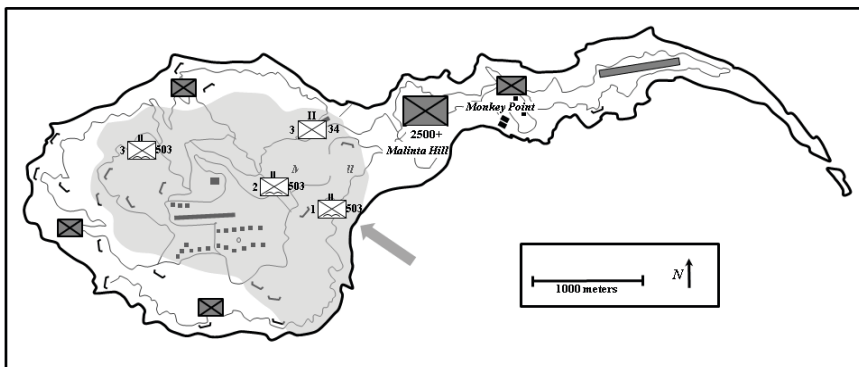 II
3 34
II
3 503
2500+
Malinta Hill
Monkey Point
II
2 503
II
1 503
1000 meters
N